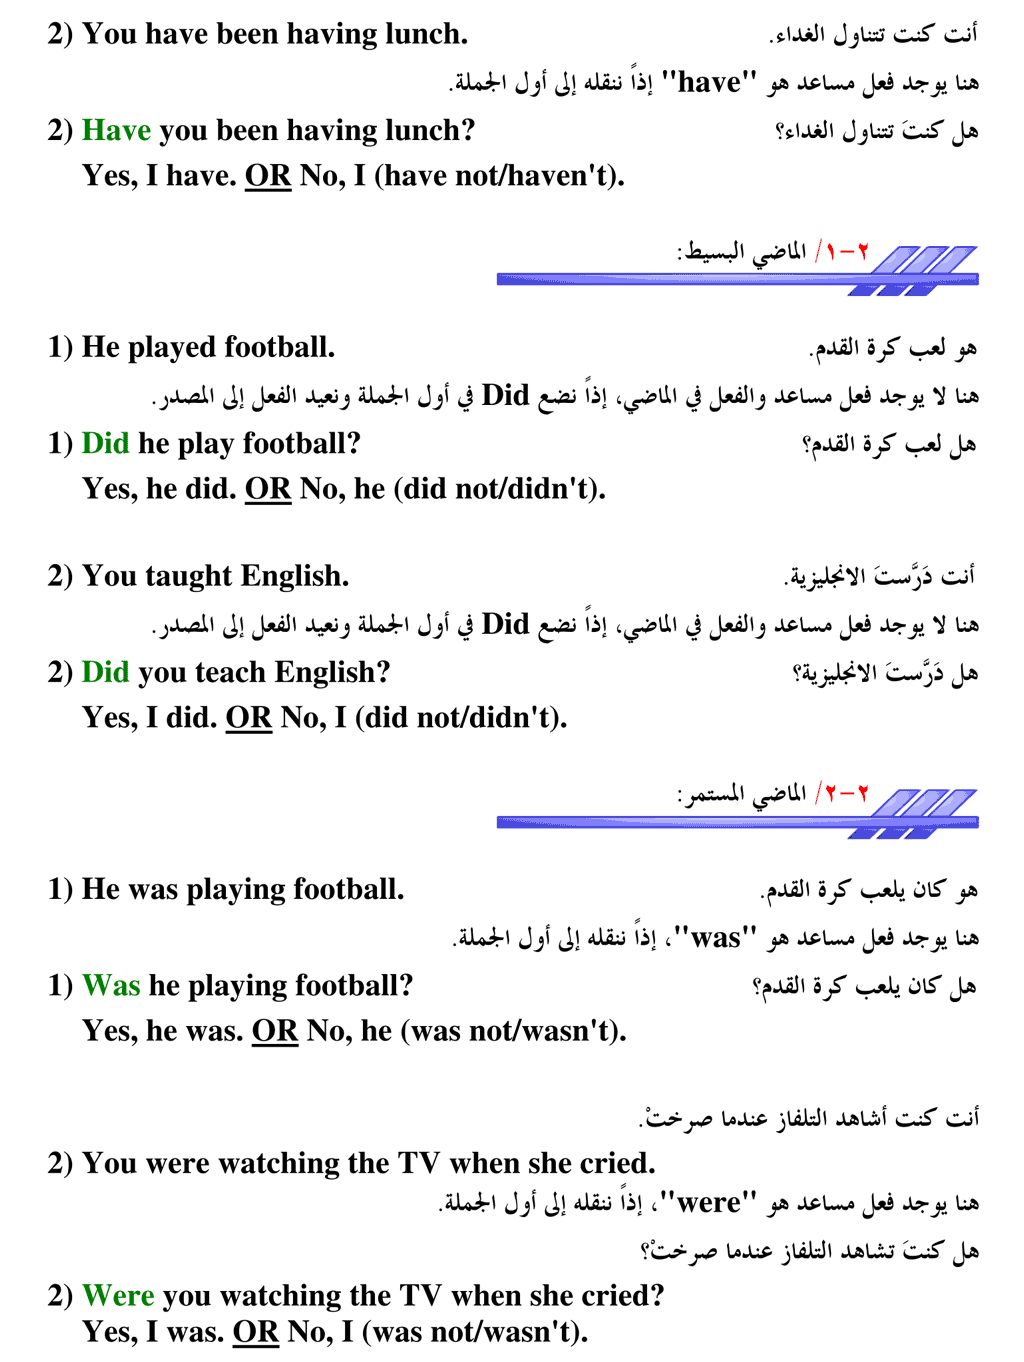 2) You have been having lunch. أنت كنت تتناول الغداء.
هنا يوجد فعل مساعد هو "have" إذاً ننقله إلى أول الجملة.
2) Have you been having lunch? هل كنتَ تتناول الغداء؟
Yes, I have. OR No, I (have not/haven't).
٢-١/ الماضي البسيط:
1) He played football. هو لعب كرة القدم.
هنا لا يوجد فعل مساعد والفعل في الماضي، إذاً نضع Did في أول الجملة ونعيد الفعل إلى المصدر.
1) Did he play football? هل لعب كرة القدم؟
Yes, he did. OR No, he (did not/didn't).
2) You taught English. أنت دَرَّستَ الانجليزية.
هنا لا يوجد فعل مساعد والفعل في الماضي، إذاً نضع Did في أول الجملة ونعيد الفعل إلى المصدر.
2) Did you teach English? هل دَرَّستَ الانجليزية؟
Yes, I did. OR No, I (did not/didn't).
٢-٢/ الماضي المستمر:
1) He was playing football. هو كان يلعب كرة القدم.
هنا يوجد فعل مساعد هو "was"، إذاً ننقله إلى أول الجملة.
1) Was he playing football? هل كان يلعب كرة القدم؟
Yes, he was. OR No, he (was not/wasn't).
أنت كنت أشاهد التلفاز عندما صرختْ.
2) You were watching the TV when she cried.
هنا يوجد فعل مساعد هو "were"، إذاً ننقله إلى أول الجملة.
هل كنتَ تشاهد التلفاز عندما صرختْ؟
2) Were you watching the TV when she cried?
Yes, I was. OR No, I (was not/wasn't).